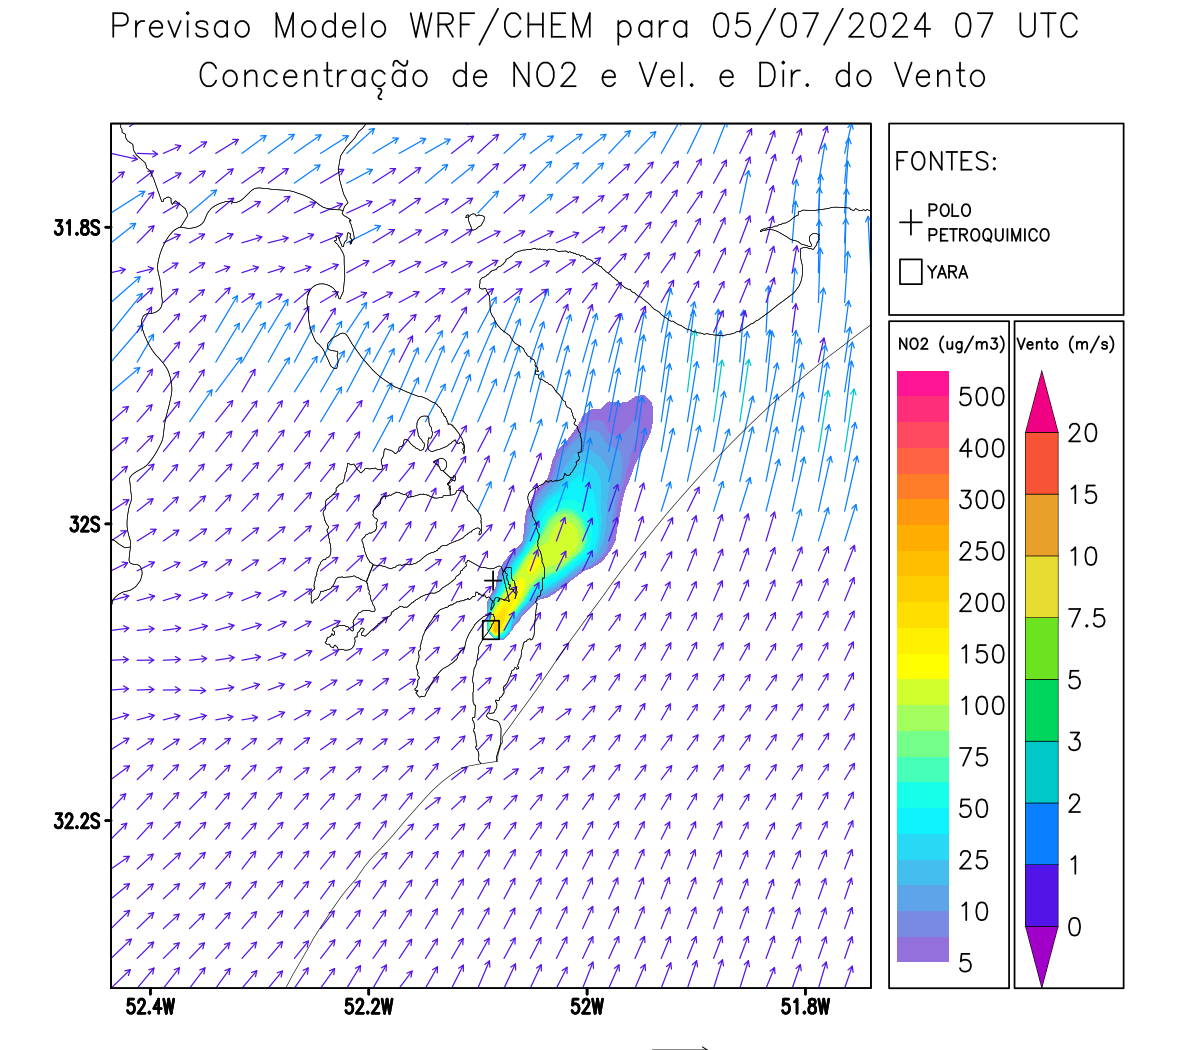 Previsao Modelo WRF/CHEM para 05/07/2024 07 UTC
Concentração de NO2 e Vel. e Dir. do Vento
FONTES:
POLO
PETROQUIMICO
YARA
NO2 (ug/m3)
500
400
300
250
200
150
100
75
50
25
10
5
Vento (m/s)
20
15
10
7.5
5
3
2
1
0
31.8S
32S
32.2S
52.4W
52.2W
52W
51.8W